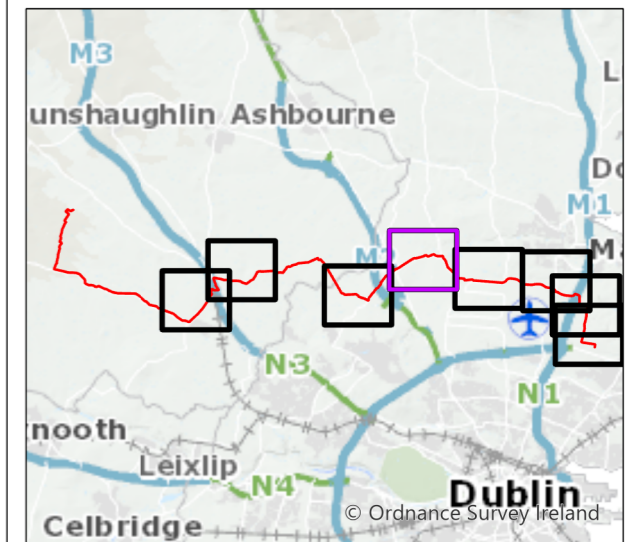 M3
L
unshaughlin Ashbourne
Do
M1
M2
Ma
N3
N1
nooth
Leixlip
N4
Dublin
© Ordnance Survey Ireland
Celbridge